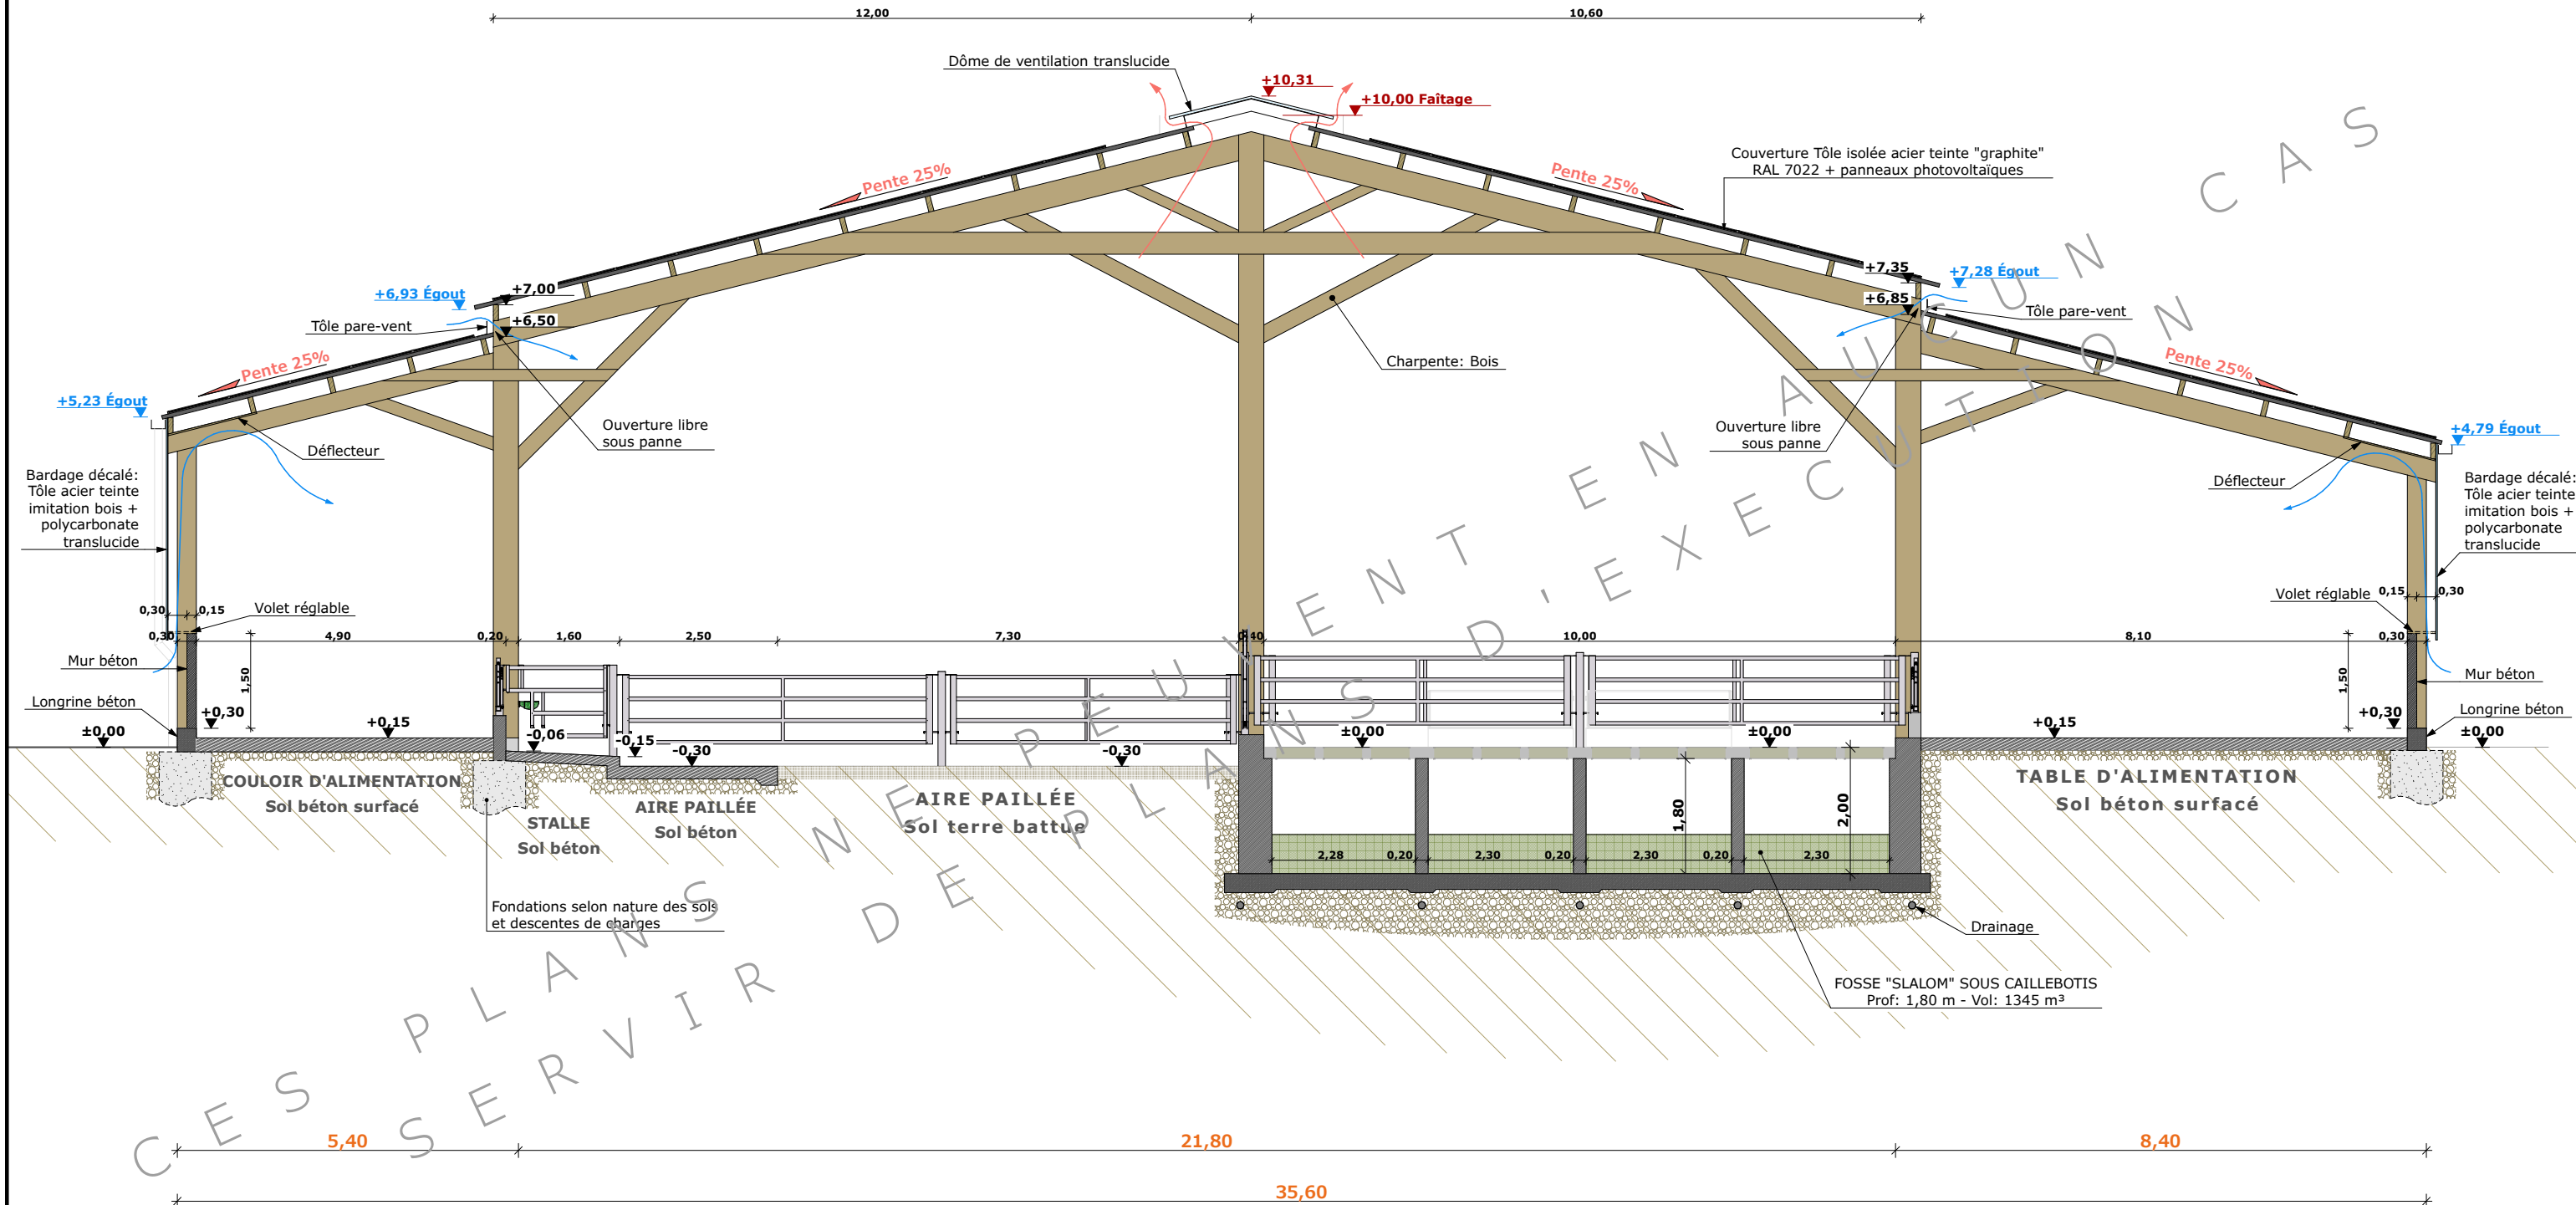 12,00
10,60
Dôme de ventilation translucide
+10,31
+10,00 Faîtage
Couverture Tôle isolée acier teinte "graphite"
RAL 7022 + panneaux photovoltaïques
Pente 25%
Pente 25%
+7,35
+7,28 Égout
+6,93 Égout
+7,00
+6,85
Tôle pare-vent
+6,50
Tôle pare-vent
Pente 25%
Charpente: Bois
Pente 25%
+5,23 Égout
Ouverture libre
sous panne
Ouverture libre
sous panne
+4,79 Égout
Déflecteur
Déflecteur
Bardage décalé:
Tôle acier teinte
imitation bois +
polycarbonate
translucide
Bardage décalé:
Tôle acier teinte
imitation bois +
polycarbonate
translucide
0,30
0,15
Volet réglable
Volet réglable
0,15
0,30
0,30
4,90
0,20
1,60
2,50
7,30
0,40
10,00
8,10
0,30
Mur béton
1,50
1,50
Mur béton
Longrine béton
+0,30
+0,30
Longrine béton
±0,00
+0,15
-0,06
-0,15
-0,30
-0,30
±0,00
±0,00
+0,15
±0,00
COULOIR D'ALIMENTATION
Sol béton surfacé
STALLE
Sol béton
AIRE PAILLÉE
Sol béton
AIRE PAILLÉE
Sol terre battue
TABLE D'ALIMENTATION
Sol béton surfacé
1,80
2,00
2,28
0,20
2,30
0,20
2,30
0,20
2,30
Fondations selon nature des sols
et descentes de charges
Drainage
FOSSE "SLALOM" SOUS CAILLEBOTIS
Prof: 1,80 m - Vol: 1345 m³
CES PLANS NE PEUVENT EN AUCUN CAS
SERVIR DE PLANS D'EXECUTION
5,40
21,80
8,40
35,60